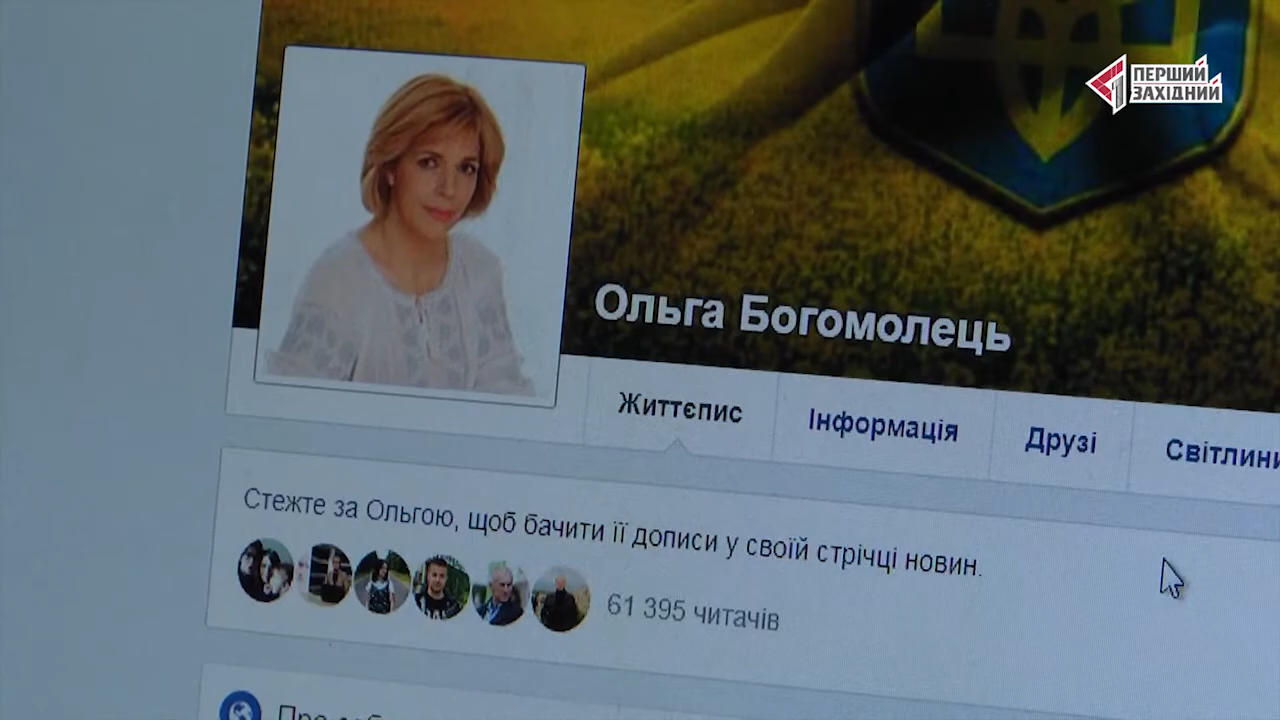 ПЕРШИЙ
ЗАХІДНИЙ
Ольга Богомолець
Життєпис
Інформація
Друзі
Світлини
Стежте за Ольгою, щоб бачити її дописи у своїй стрічці новин.
61 395 читачів